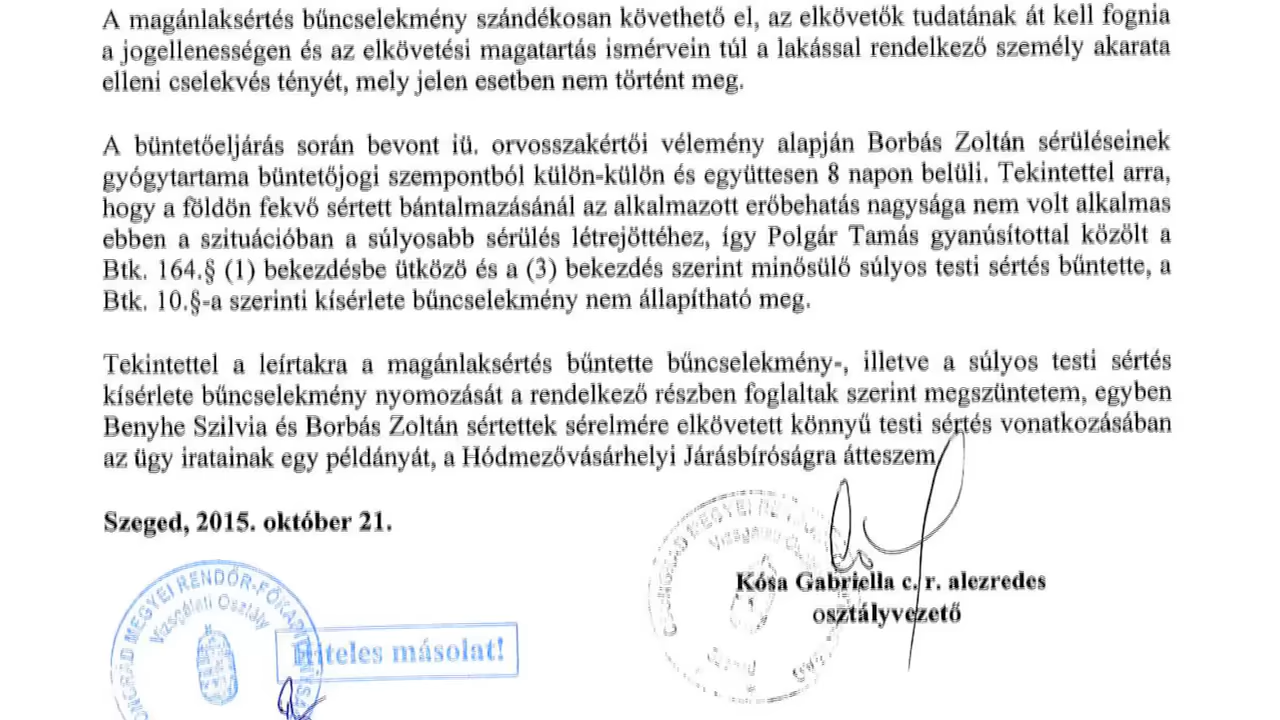 A magánlaksértés bűncselekmény szándékosan követhető el, az elkövetők tudatának át kell fognia
a jogellenességen és az elkövetési magatartás ismérvein túl a lakással rendelkező személy akarata
elleni cselekvés tényét, mely jelen esetben nem történt meg.
A büntetőeljárás során bevont iü. orvosszakértői vélemény alapján Borbás Zoltán sérüléseinek
gyógytartama büntetőjogi szempontból külön-külön és együttesen 8 napon belüli. Tekintettel arra,
hogy a földön fekvő sértett bántalmazásánál az alkalmazott erőbehatás nagysága nem volt alkalmas
ebben a szituációban a súlyosabb sérülés létrejöttéhez, így Polgár Tamás gyanúsítottal közölt a
Btk. 164.§ (1) bekezdésbe ütköző és a (3) bekezdés szerint minősülő súlyos testi sértés bűntette, a
Btk. 10.§-a szerinti kísérlete bűncselekmény nem állapítható meg.
Tekintettel a leírtakra a magánlaksértés bűntette bűncselekmény-, illetve a súlyos testi sértés
kísérlete bűncselekmény nyomozását a rendelkező részben foglaltak szerint megszüntetem, egyben
Benyhe Szilvia és Borbás Zoltán sértettek sérelmére elkövetett könnyű testi sértés vonatkozásában
az ügy iratainak egy példányát, a Hódmezővásárhelyi Járásbíróságra átteszem
Szeged, 2015. október 21.
Kósa Gabriella c. r. alezredes
osztályvezető
MEGYEI RENDŐR-FŐKAPITÁNYSÁG
Vizsgálati Osztály
Hiteles másolat!